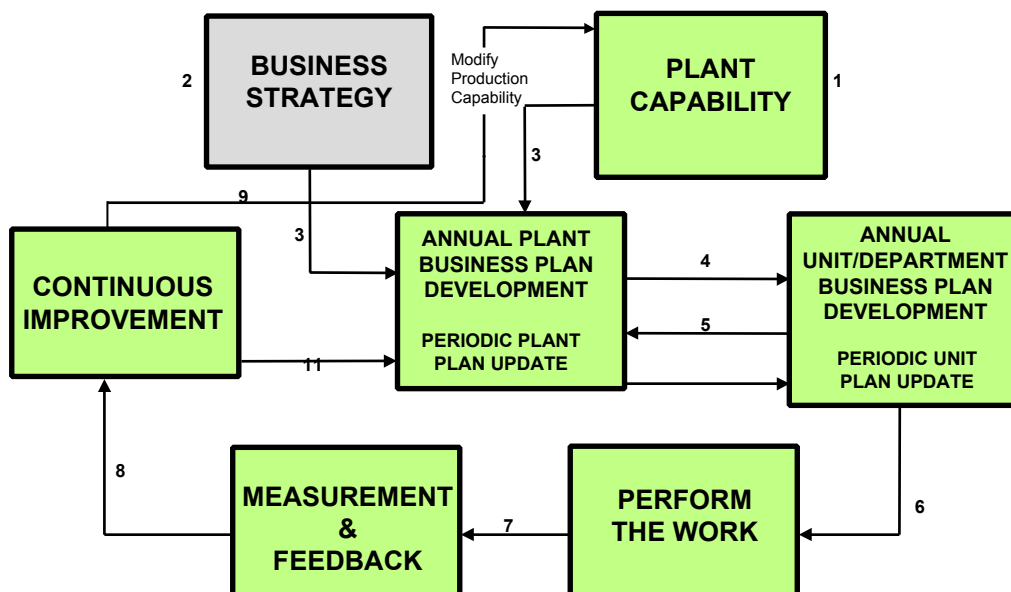 2
BUSINESS
STRATEGY
Modify
Production
Capability
PLANT
CAPABILITY
1
3
9
3
CONTINUOUS
IMPROVEMENT
11
ANNUAL PLANT
BUSINESS PLAN
DEVELOPMENT
PERIODIC PLANT
PLAN UPDATE
4
5
ANNUAL
UNIT/DEPARTMENT
BUSINESS PLAN
DEVELOPMENT
PERIODIC UNIT
PLAN UPDATE
8
MEASUREMENT
&
FEEDBACK
7
PERFORM
THE WORK
6